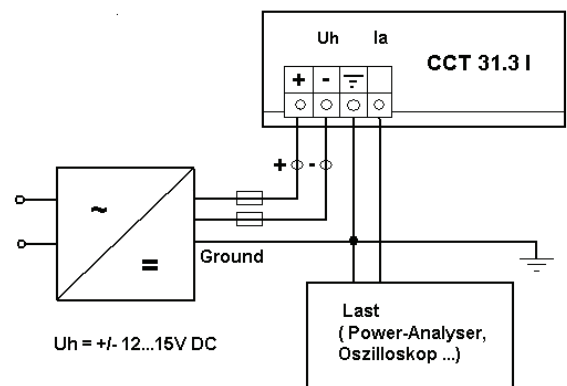 Uh Ia
CCT 31.3 I
+ -
+ -
~
=
Ground
Uh = +/- 12...15V DC
Last
( Power-Analyser,
Oszilloskop ...)